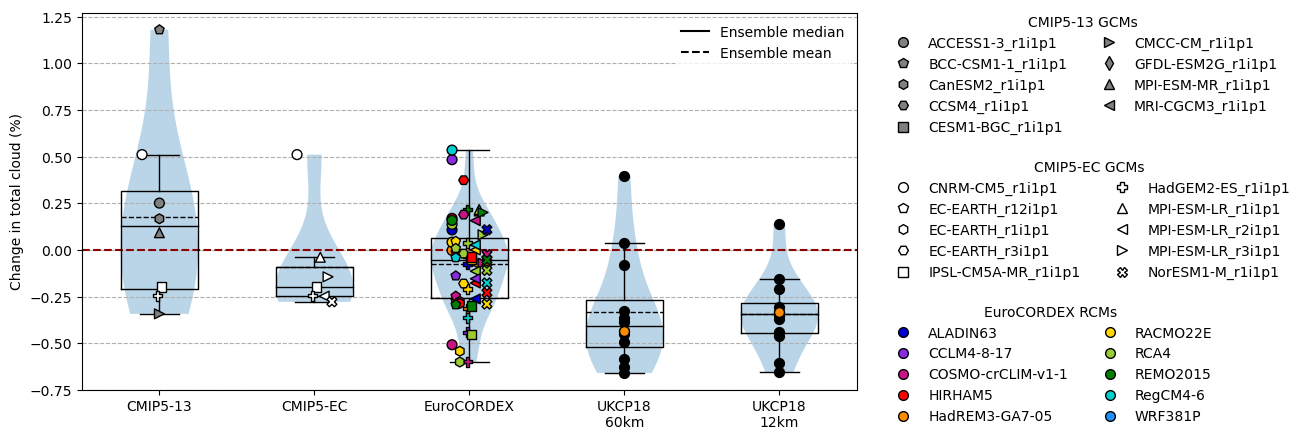 Change in total cloud (%)
1.25
1.00
0.75
0.50
0.25
0.00
−0.25
−0.50
−0.75
Ensemble median
Ensemble mean
CMIP5-13
CMIP5-EC
EuroCORDEX
UKCP18
60km
UKCP18
12km
CMIP5-13 GCMs
ACCESS1-3_r1i1p1
BCC-CSM1-1_r1i1p1
CanESM2_r1i1p1
CCSM4_r1i1p1
CESM1-BGC_r1i1p1
CMCC-CM_r1i1p1
GFDL-ESM2G_r1i1p1
MPI-ESM-MR_r1i1p1
MRI-CGCM3_r1i1p1
CMIP5-EC GCMs
CNRM-CM5_r1i1p1
EC-EARTH_r12i1p1
EC-EARTH_r1i1p1
EC-EARTH_r3i1p1
IPSL-CM5A-MR_r1i1p1
HadGEM2-ES_r1i1p1
MPI-ESM-LR_r1i1p1
MPI-ESM-LR_r2i1p1
MPI-ESM-LR_r3i1p1
NorESM1-M_r1i1p1
EuroCORDEX RCMs
ALADIN63
CCLM4-8-17
COSMO-crCLIM-v1-1
HIRHAM5
HadREM3-GA7-05
RACMO22E
RCA4
REMO2015
RegCM4-6
WRF381P